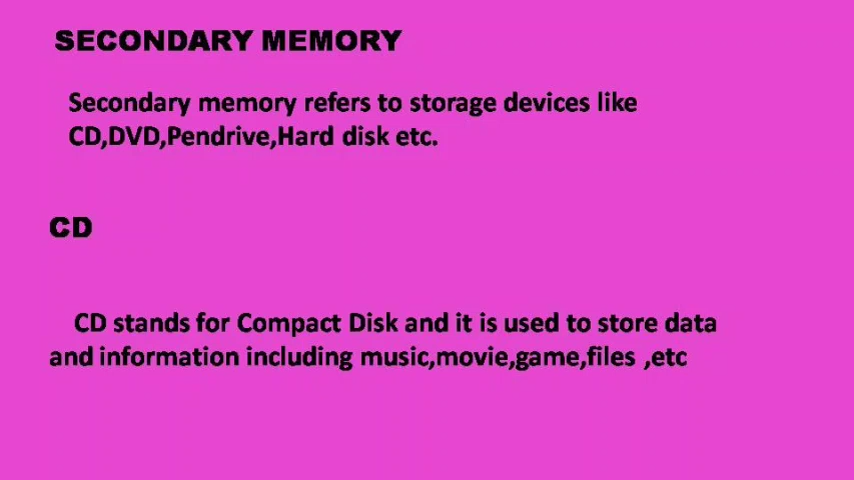 SECONDARY MEMORY
Secondary memory refers to storage devices like
CD,DVD,Pendrive,Hard disk etc.
CD
CD stands for Compact Disk and it is used to store data
and information including music,movie,game,files ,etc